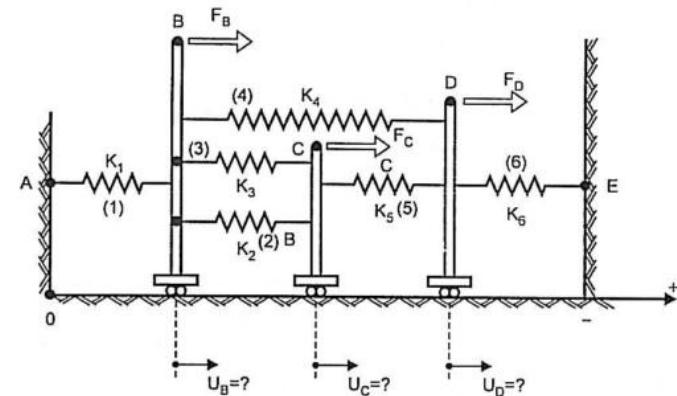 B F_B
D F_D
(4) K_4
F_C
C
(3) K_3
K_1
(1)
A
C
K_5 (5)
(6)
K_6
E
K_2 (2) B
0
–
+
U_B=?
U_C=?
U_D=?